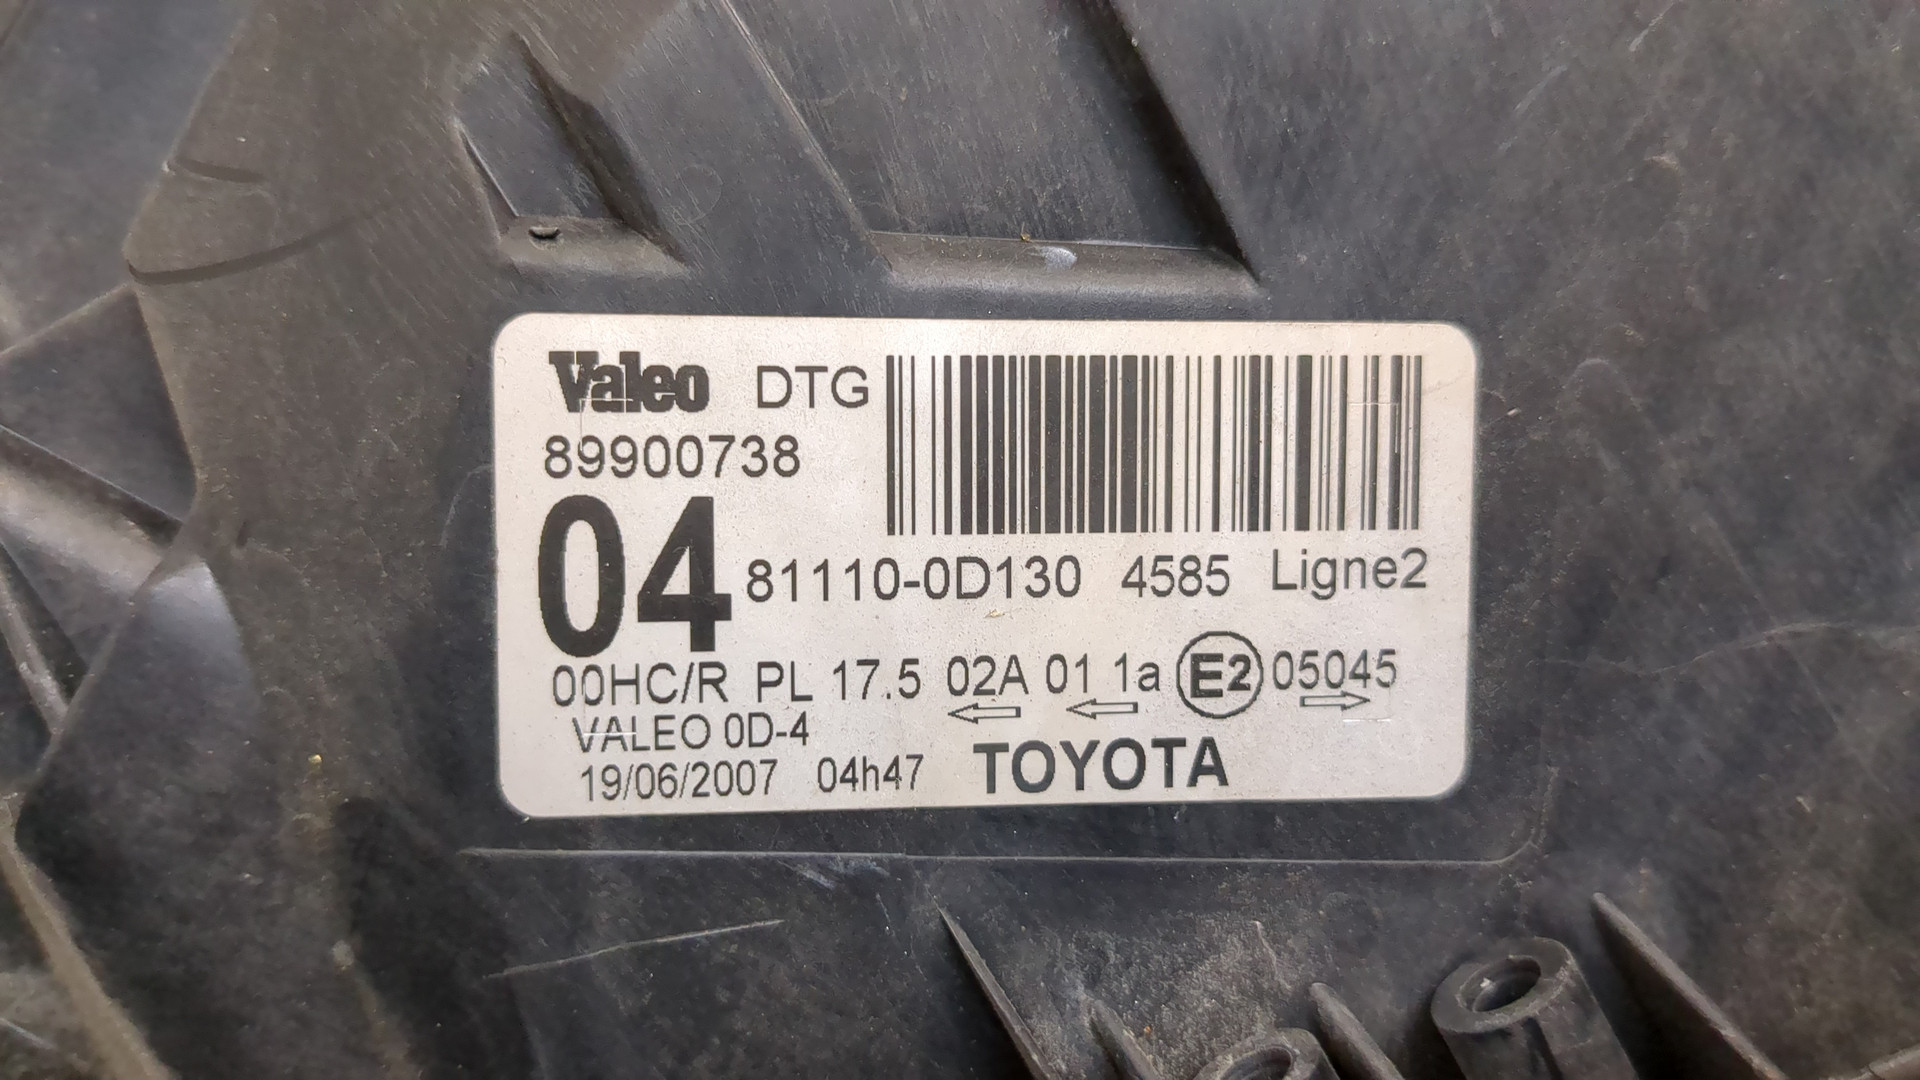 Valeo DTG
89900738
04 81110-0D130 4585 Ligne2
00HC/R PL 17.5 02A 01 1a E2 05045
VALEO 0D-4
19/06/2007 04h47 TOYOTA